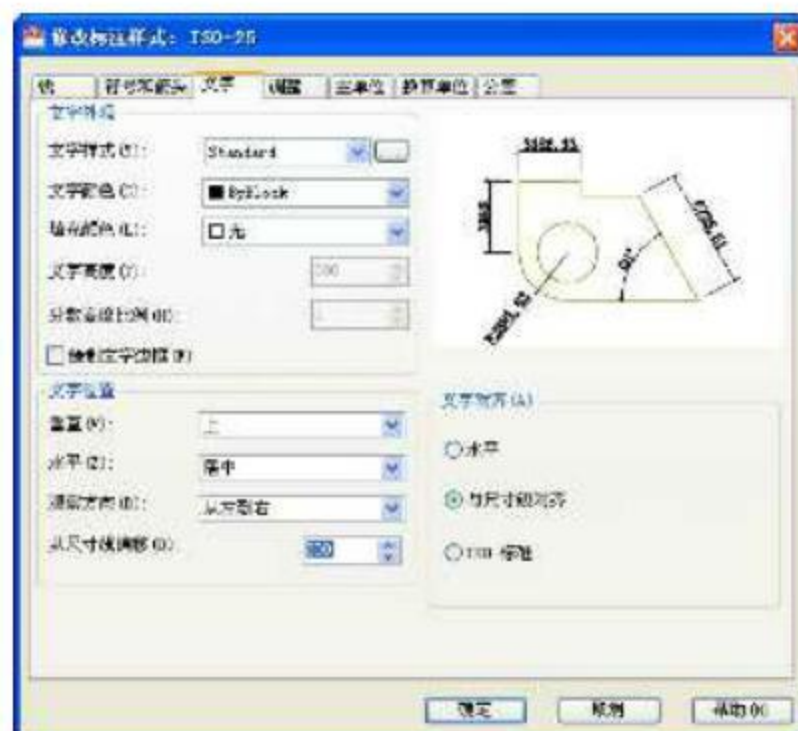 修改标注样式: ISO-25
线 符号和箭头 文字 调整 主单位 换算单位 公差
文字外观
文字样式(Y): Standard ...
文字颜色(C): ByBlock
填充颜色(L): 无
文字高度(T):
分数高度比例(H):
绘制文字边框(F)
文字位置
垂直(V): 上
水平(Z): 居中
观察方向(D): 从左到右
从尺寸线偏移(O):
文字对齐(A)
水平
与尺寸线对齐
ISO 标准
确定 取消 帮助(H)